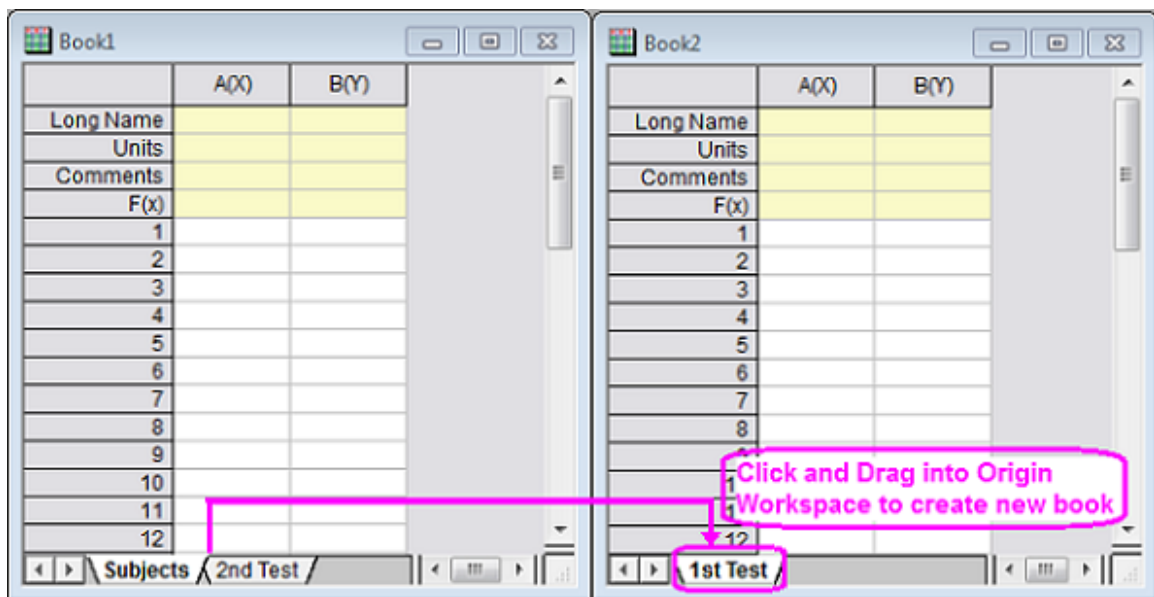 Book1
A(X) B(Y)
Long Name
Units
Comments
F(x)
1
2
3
4
5
6
7
8
9
10
11
12
Subjects 2nd Test
Book2
A(X) B(Y)
Long Name
Units
Comments
F(x)
1
2
3
4
5
6
7
8
Click and Drag into Origin
Workspace to create new book
12
1st Test